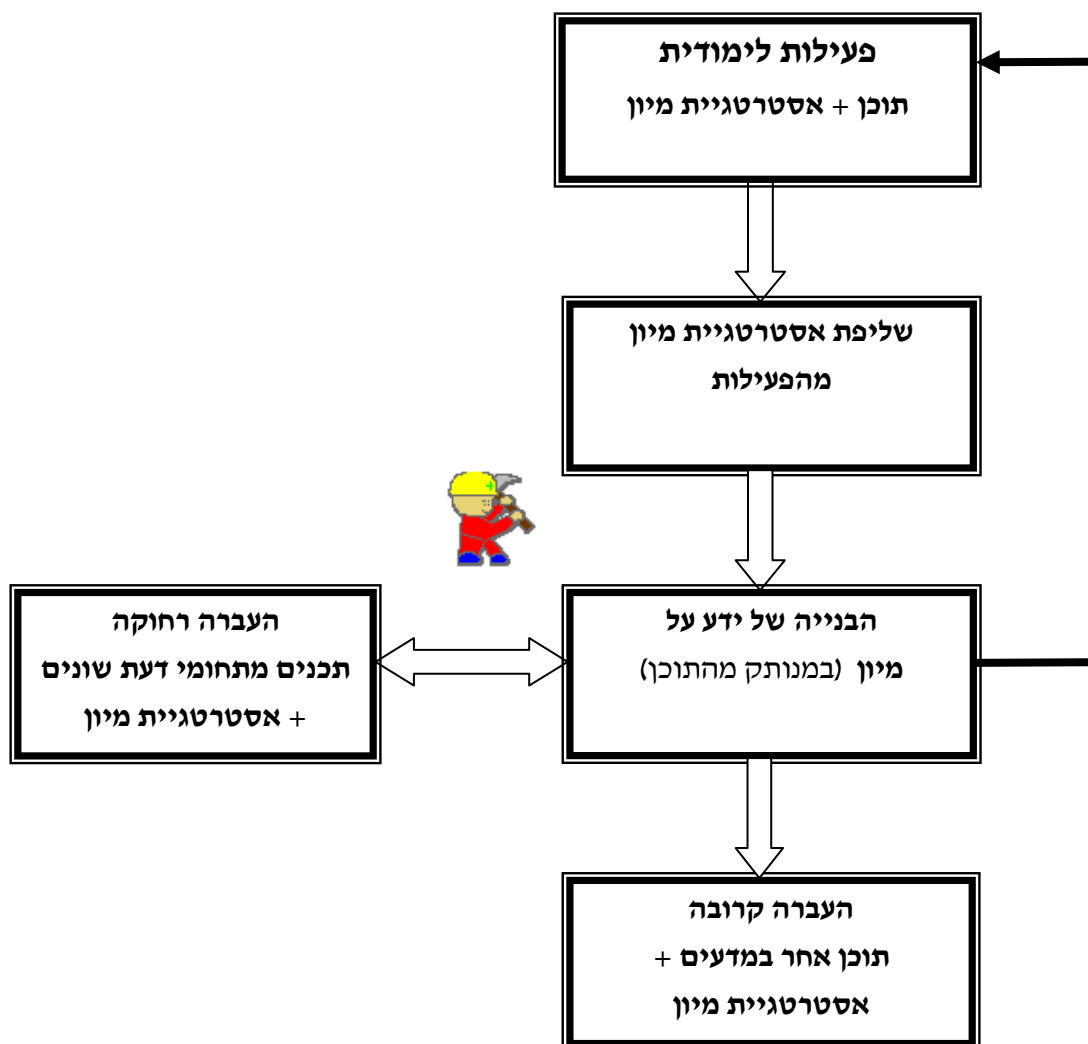 פעילות לימודית
תוכן + אסטרטגיית מיון
שליפת אסטרטגיית מיון
מהפעילות
הבנייה של ידע על
מיון (במנותק מהתוכן)
העברה רחוקה
תכנים מתחומי דעת שונים
+ אסטרטגיית מיון
העברה קרובה
תוכן אחר במדעים +
אסטרטגיית מיון